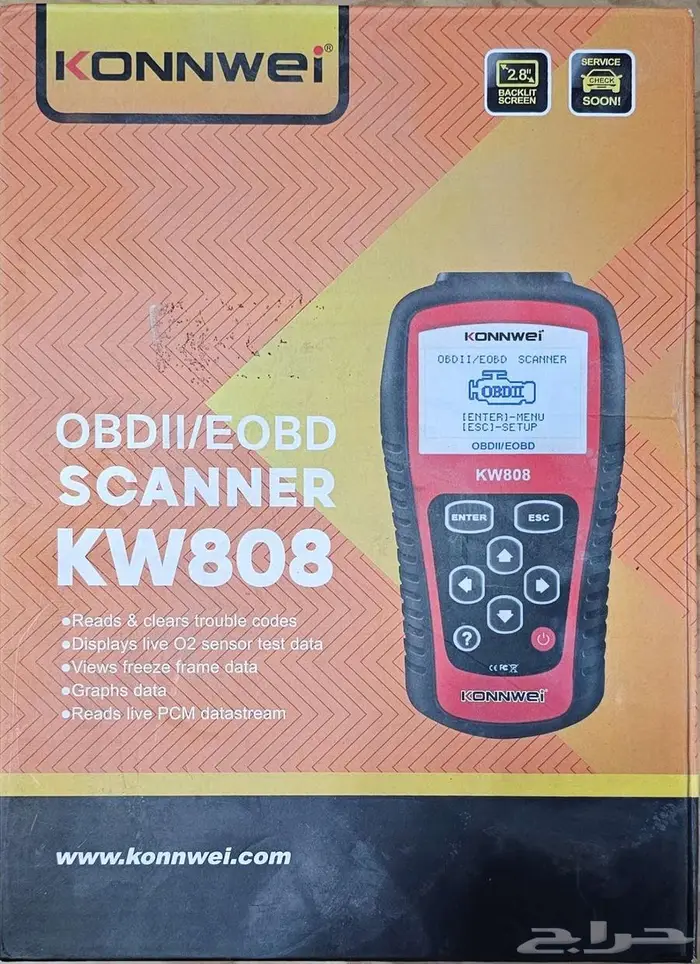 KONNWEI®
2.8"
BACKLIT
SCREEN
SERVICE
CHECK
SOON!
KONNWEI
OBDII/EOBD SCANNER
OBDII
[ENTER]-MENU
[ESC]-SETUP
OBDII/EOBD
KW808
ENTER
ESC
?
CE FC
KONNWEI
OBDII/EOBD
SCANNER
KW808
•Reads & clears trouble codes
•Displays live O2 sensor test data
•Views freeze frame data
•Graphs data
•Reads live PCM datastream
www.konnwei.com
حراج